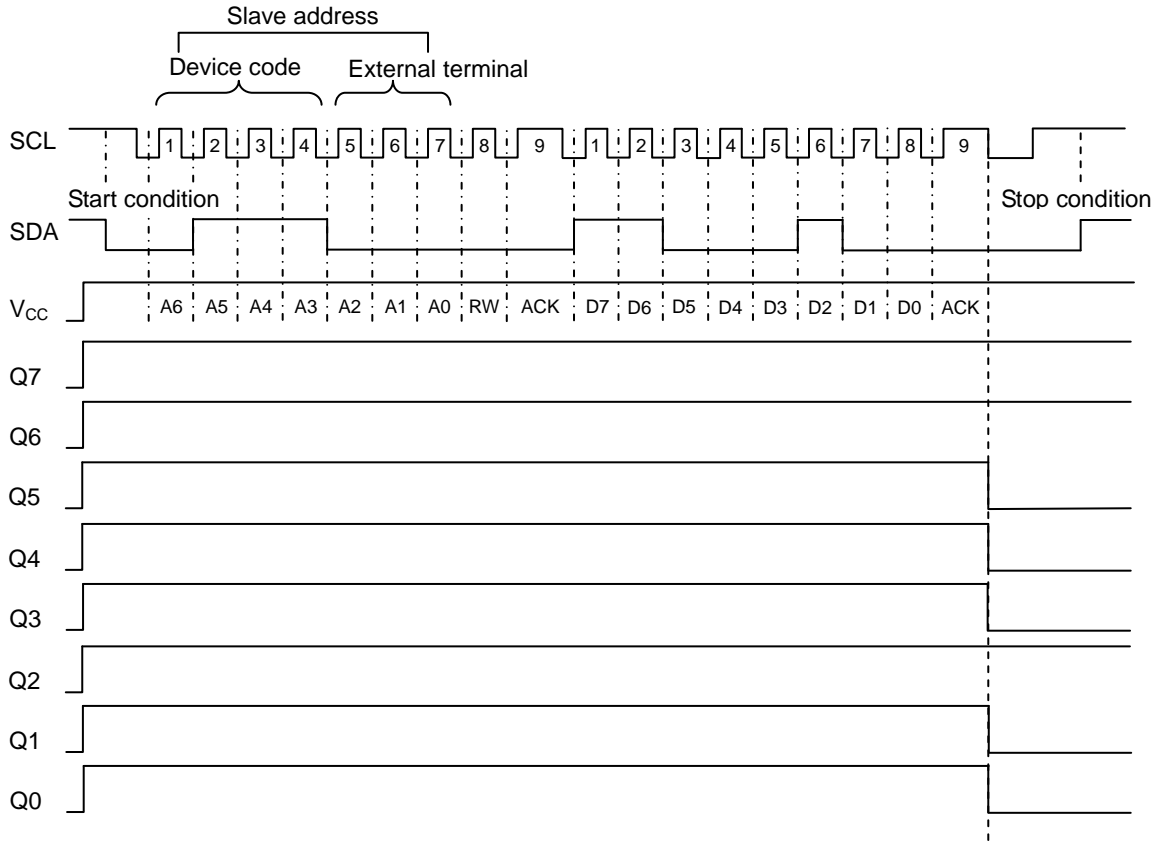 Slave address
Device code External terminal
SCL 1 2 3 4 5 6 7 8 9 1 2 3 4 5 6 7 8 9
Start condition Stop condition
SDA
VCC A6 A5 A4 A3 A2 A1 A0 RW ACK D7 D6 D5 D4 D3 D2 D1 D0 ACK
Q7
Q6
Q5
Q4
Q3
Q2
Q1
Q0